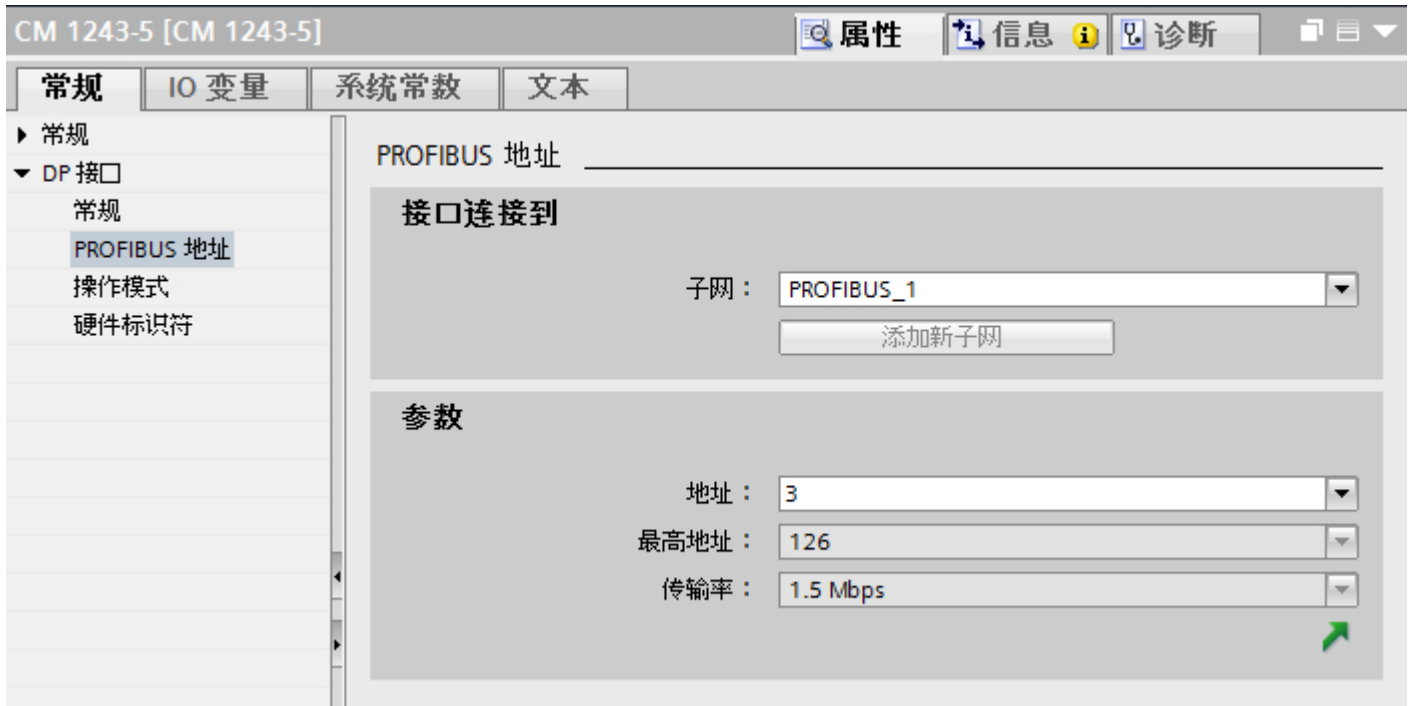 CM 1243-5 [CM 1243-5]
属性
信息
诊断
常规
IO 变量
系统常数
文本
常规
DP 接口
常规
PROFIBUS 地址
操作模式
硬件标识符
PROFIBUS 地址
接口连接到
子网：
PROFIBUS_1
添加新子网
参数
地址：
3
最高地址：
126
传输率：
1.5 Mbps